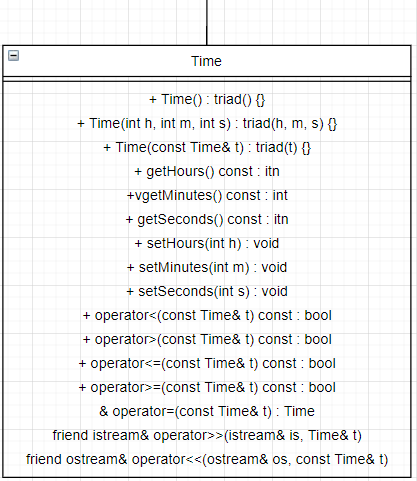 Time
+ Time() : triad() {}
+ Time(int h, int m, int s) : triad(h, m, s) {}
+ Time(const Time& t) : triad(t) {}
+ getHours() const : itn
+vgetMinutes() const : int
+ getSeconds() const : itn
+ setHours(int h) : void
+ setMinutes(int m) : void
+ setSeconds(int s) : void
+ operator<(const Time& t) const : bool
+ operator>(const Time& t) const : bool
+ operator<=(const Time& t) const : bool
+ operator>=(const Time& t) const : bool
& operator=(const Time& t) : Time
friend istream& operator>>(istream& is, Time& t)
friend ostream& operator<<(ostream& os, const Time& t)